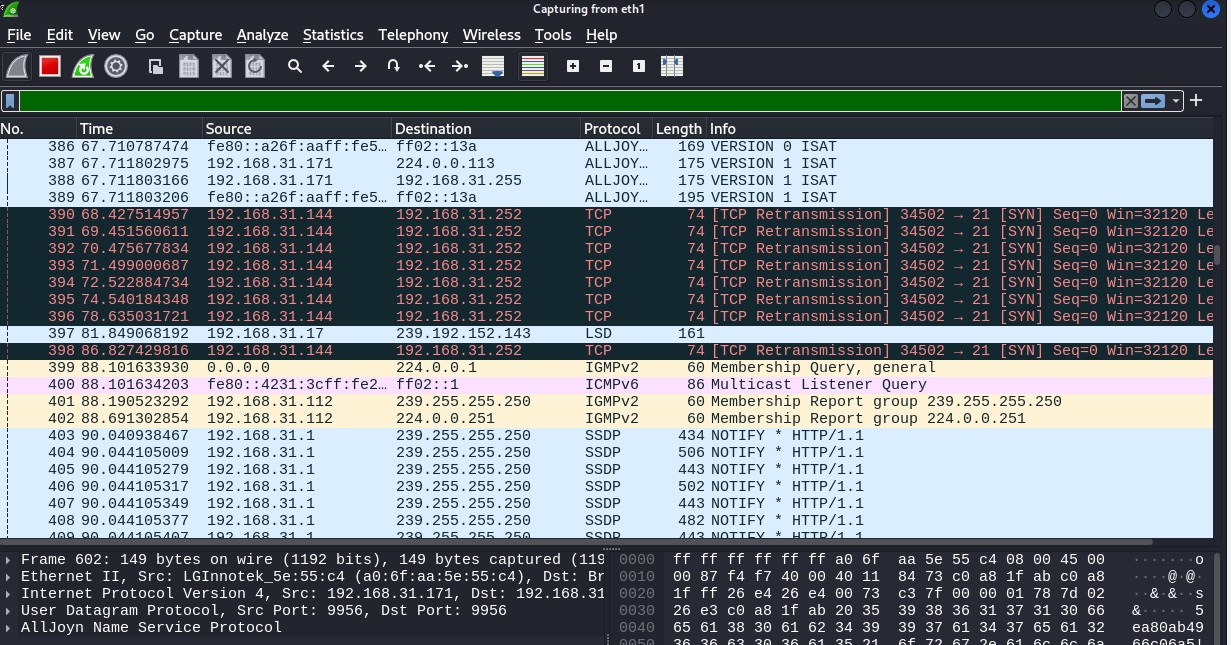 Capturing from eth1
File Edit View Go Capture Analyze Statistics Telephony Wireless Tools Help
No. Time Source Destination Protocol Length Info
386 67.710787474 fe80::a26f:aaff:fe5… ff02::13a ALLJOY… 169 VERSION 0 ISAT
387 67.711802975 192.168.31.171 224.0.0.113 ALLJOY… 175 VERSION 1 ISAT
388 67.711803166 192.168.31.171 192.168.31.255 ALLJOY… 175 VERSION 1 ISAT
389 67.711803206 fe80::a26f:aaff:fe5… ff02::13a ALLJOY… 195 VERSION 1 ISAT
390 68.427514957 192.168.31.144 192.168.31.252 TCP 74 [TCP Retransmission] 34502 → 21 [SYN] Seq=0 Win=32120 Le
391 69.451560611 192.168.31.144 192.168.31.252 TCP 74 [TCP Retransmission] 34502 → 21 [SYN] Seq=0 Win=32120 Le
392 70.475677834 192.168.31.144 192.168.31.252 TCP 74 [TCP Retransmission] 34502 → 21 [SYN] Seq=0 Win=32120 Le
393 71.499000687 192.168.31.144 192.168.31.252 TCP 74 [TCP Retransmission] 34502 → 21 [SYN] Seq=0 Win=32120 Le
394 72.522884734 192.168.31.144 192.168.31.252 TCP 74 [TCP Retransmission] 34502 → 21 [SYN] Seq=0 Win=32120 Le
395 74.540184348 192.168.31.144 192.168.31.252 TCP 74 [TCP Retransmission] 34502 → 21 [SYN] Seq=0 Win=32120 Le
396 78.635031721 192.168.31.144 192.168.31.252 TCP 74 [TCP Retransmission] 34502 → 21 [SYN] Seq=0 Win=32120 Le
397 81.849068192 192.168.31.17 239.192.152.143 LSD 161
398 86.827429816 192.168.31.144 192.168.31.252 TCP 74 [TCP Retransmission] 34502 → 21 [SYN] Seq=0 Win=32120 Le
399 88.101633930 0.0.0.0 224.0.0.1 IGMPv2 60 Membership Query, general
400 88.101634203 fe80::4231:3cff:fe2… ff02::1 ICMPv6 86 Multicast Listener Query
401 88.190523292 192.168.31.112 239.255.255.250 IGMPv2 60 Membership Report group 239.255.255.250
402 88.691302854 192.168.31.112 224.0.0.251 IGMPv2 60 Membership Report group 224.0.0.251
403 90.040938467 192.168.31.1 239.255.255.250 SSDP 434 NOTIFY * HTTP/1.1
404 90.044105009 192.168.31.1 239.255.255.250 SSDP 506 NOTIFY * HTTP/1.1
405 90.044105279 192.168.31.1 239.255.255.250 SSDP 443 NOTIFY * HTTP/1.1
406 90.044105317 192.168.31.1 239.255.255.250 SSDP 502 NOTIFY * HTTP/1.1
407 90.044105349 192.168.31.1 239.255.255.250 SSDP 443 NOTIFY * HTTP/1.1
408 90.044105377 192.168.31.1 239.255.255.250 SSDP 482 NOTIFY * HTTP/1.1
409 90.044105407 192.168.31.1 239.255.255.250 SSDP 443 NOTIFY * HTTP/1.1
Frame 602: 149 bytes on wire (1192 bits), 149 bytes captured (119
Ethernet II, Src: LGInnotek_5e:55:c4 (a0:6f:aa:5e:55:c4), Dst: Br
Internet Protocol Version 4, Src: 192.168.31.171, Dst: 192.168.31
User Datagram Protocol, Src Port: 9956, Dst Port: 9956
AllJoyn Name Service Protocol
0000 ff ff ff ff ff ff a0 6f aa 5e 55 c4 08 00 45 00 ·······o
0010 00 87 f4 f7 40 00 40 11 84 73 c0 a8 1f ab c0 a8 ····@·@·
0020 1f ff 26 e4 26 e4 00 73 c3 7f 00 00 01 78 7d 02 ··&·&··s
0030 26 e3 c0 a8 1f ab 20 35 39 38 36 31 37 31 30 66 &····· 5
0040 65 61 38 30 61 62 34 39 39 37 61 34 37 65 61 32 ea80ab49
0050 36 36 63 30 36 61 35 21 6f 72 67 2e 61 6c 6c 6a 66c06a5!